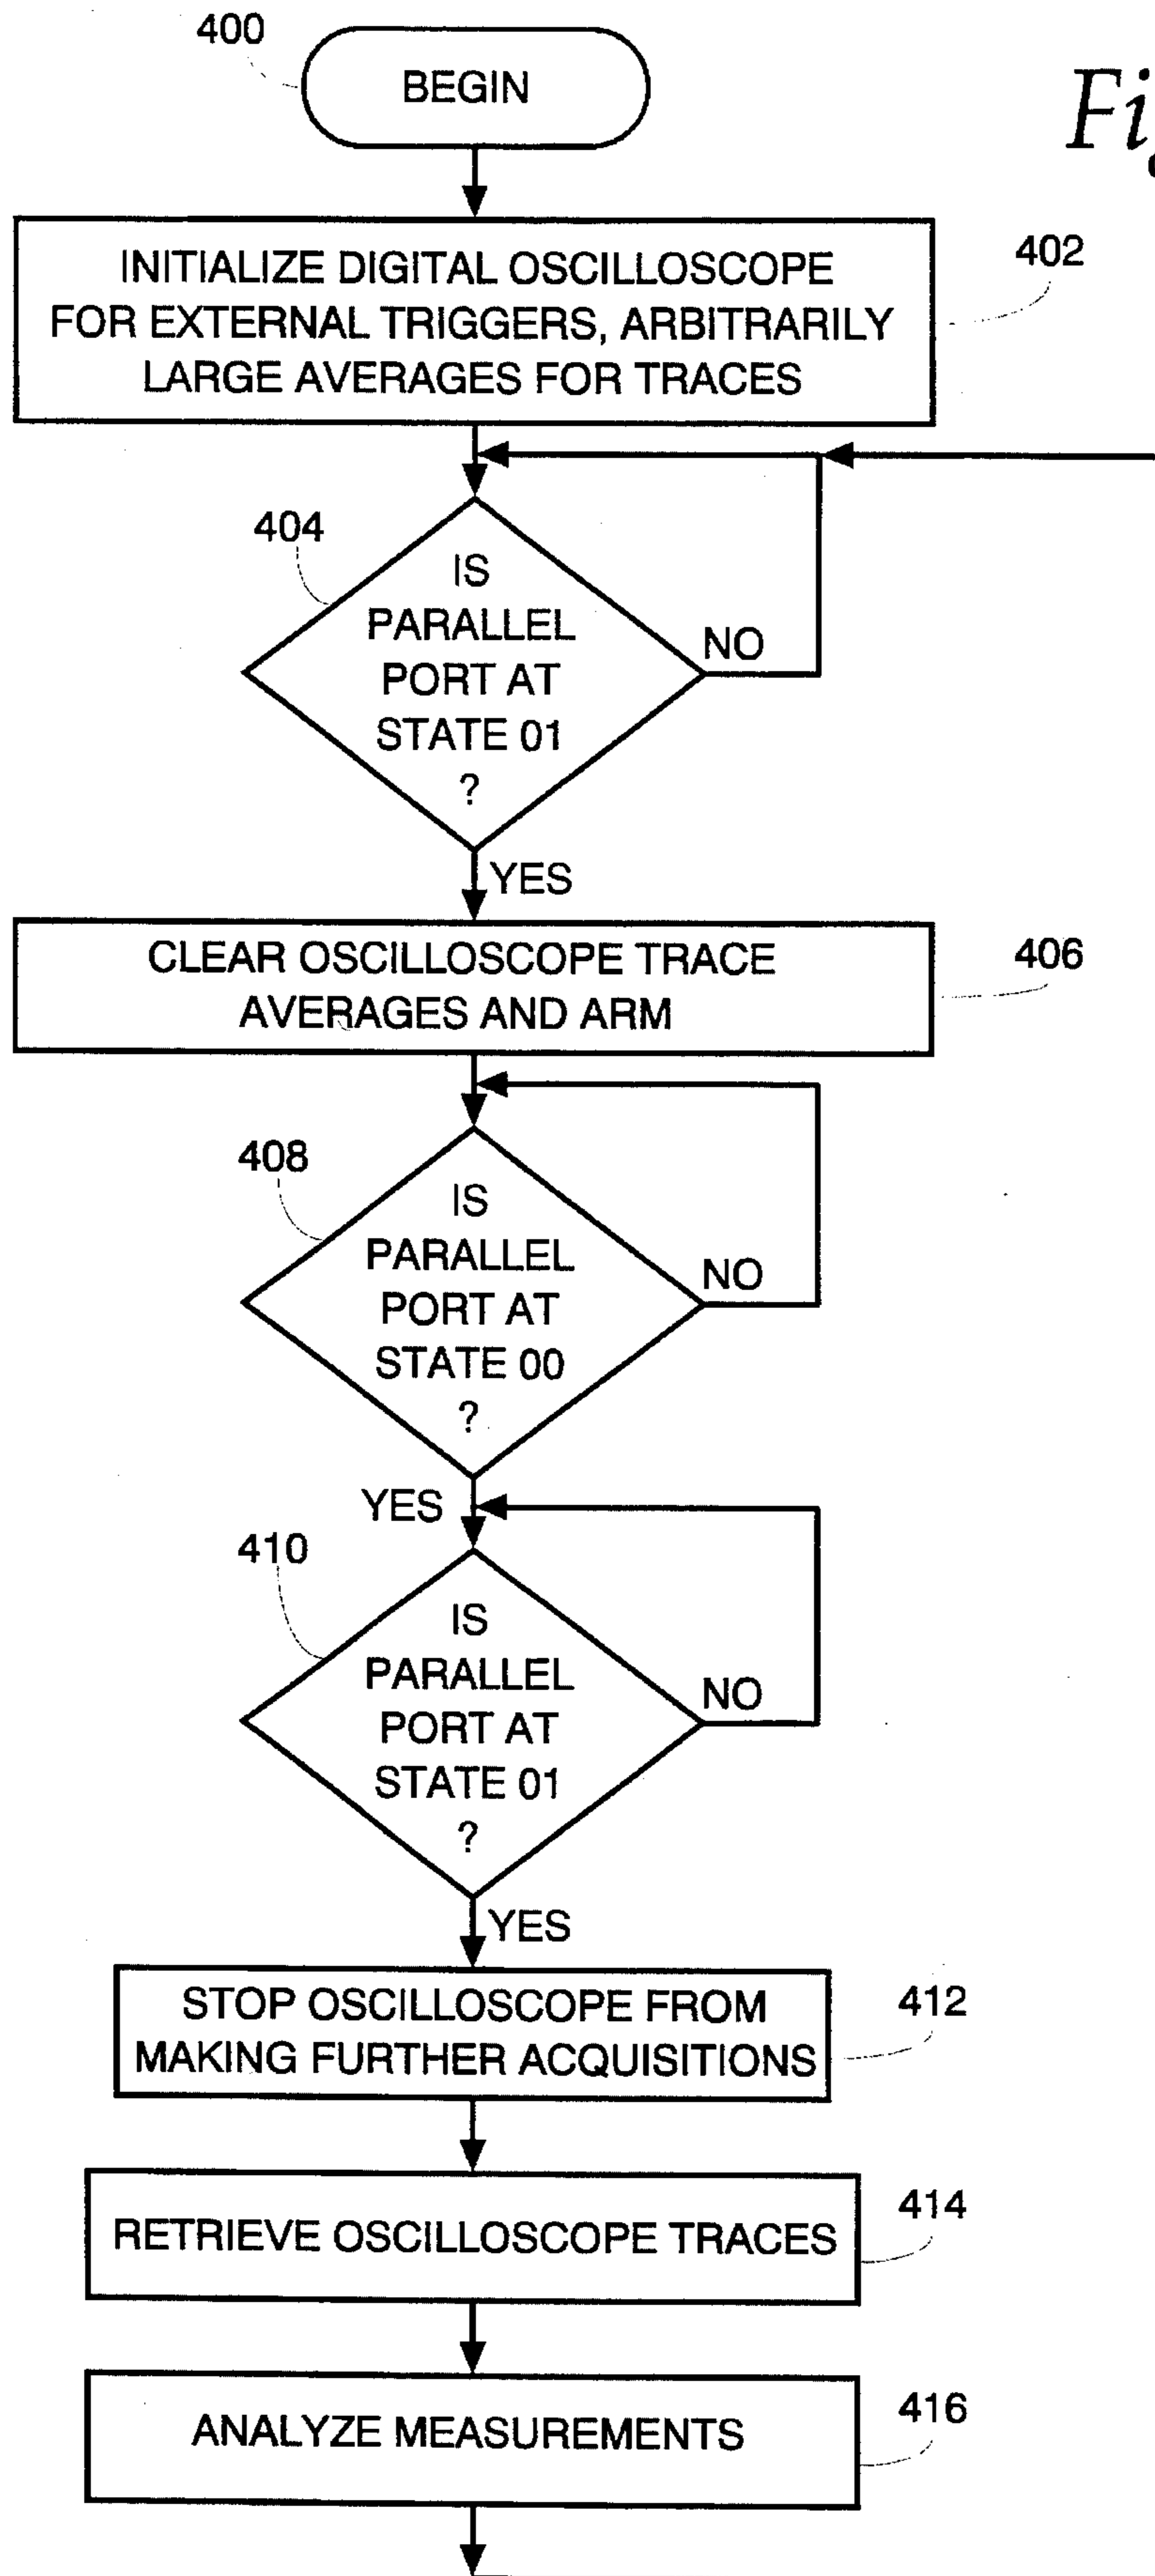 400
BEGIN
INITIALIZE DIGITAL OSCILLOSCOPE
FOR EXTERNAL TRIGGERS, ARBITRARILY
LARGE AVERAGES FOR TRACES
402
404
IS
PARALLEL
PORT AT
STATE 01
?
NO
YES
CLEAR OSCILLOSCOPE TRACE
AVERAGES AND ARM
406
408
IS
PARALLEL
PORT AT
STATE 00
?
NO
YES
410
IS
PARALLEL
PORT AT
STATE 01
?
NO
YES
STOP OSCILLOSCOPE FROM
MAKING FURTHER ACQUISITIONS
412
RETRIEVE OSCILLOSCOPE TRACES
414
ANALYZE MEASUREMENTS
416